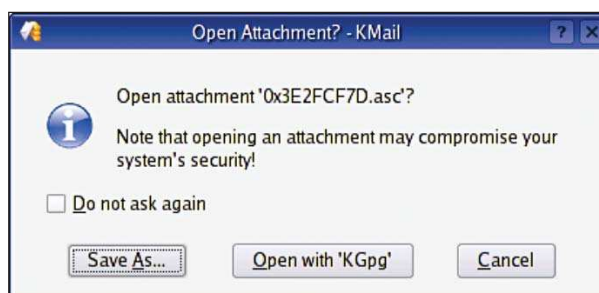 Open Attachment? - KMail
Open attachment '0x3E2FCF7D.asc'?
Note that opening an attachment may compromise your
system's security!
Do not ask again
Save As...
Open with 'KGpg'
Cancel